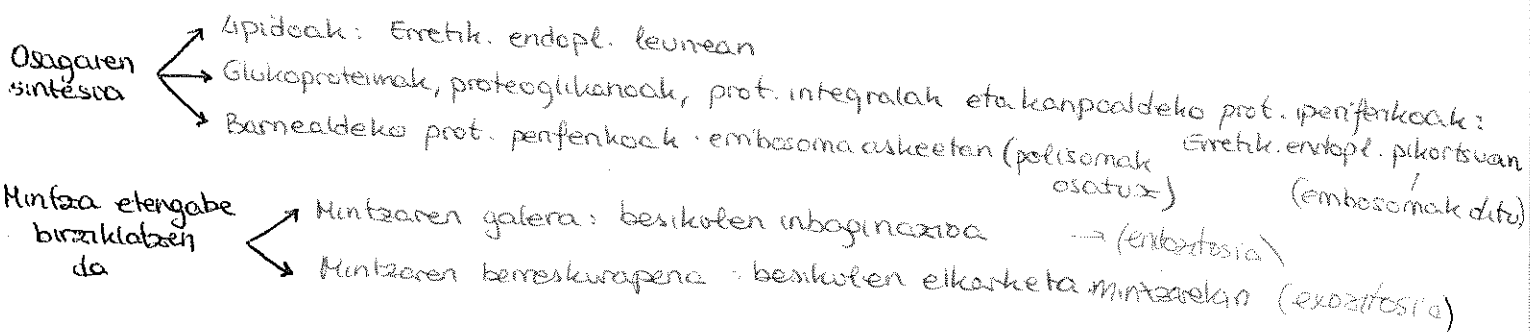 Osagaren sintesia
Lipidoak: Erretik. endopl. leunean
Glukoproteinak, proteoglikanoak, prot. integralak eta kanpoaldeko prot. periferikoak:
Erretik. endopl. pikortsuan
(erribosomak ditu)
Barnealdeko prot. periferikoak: erribosoma askeetan (polisomak
osatuz)
Mintza etengabe
birziklatzen
da
Mintzaren galera: besikulen inbaginazioa → (endozitosia)
Mintzaren berreskurapena: besikulen elkarketa mintzarekin (exozitosia)